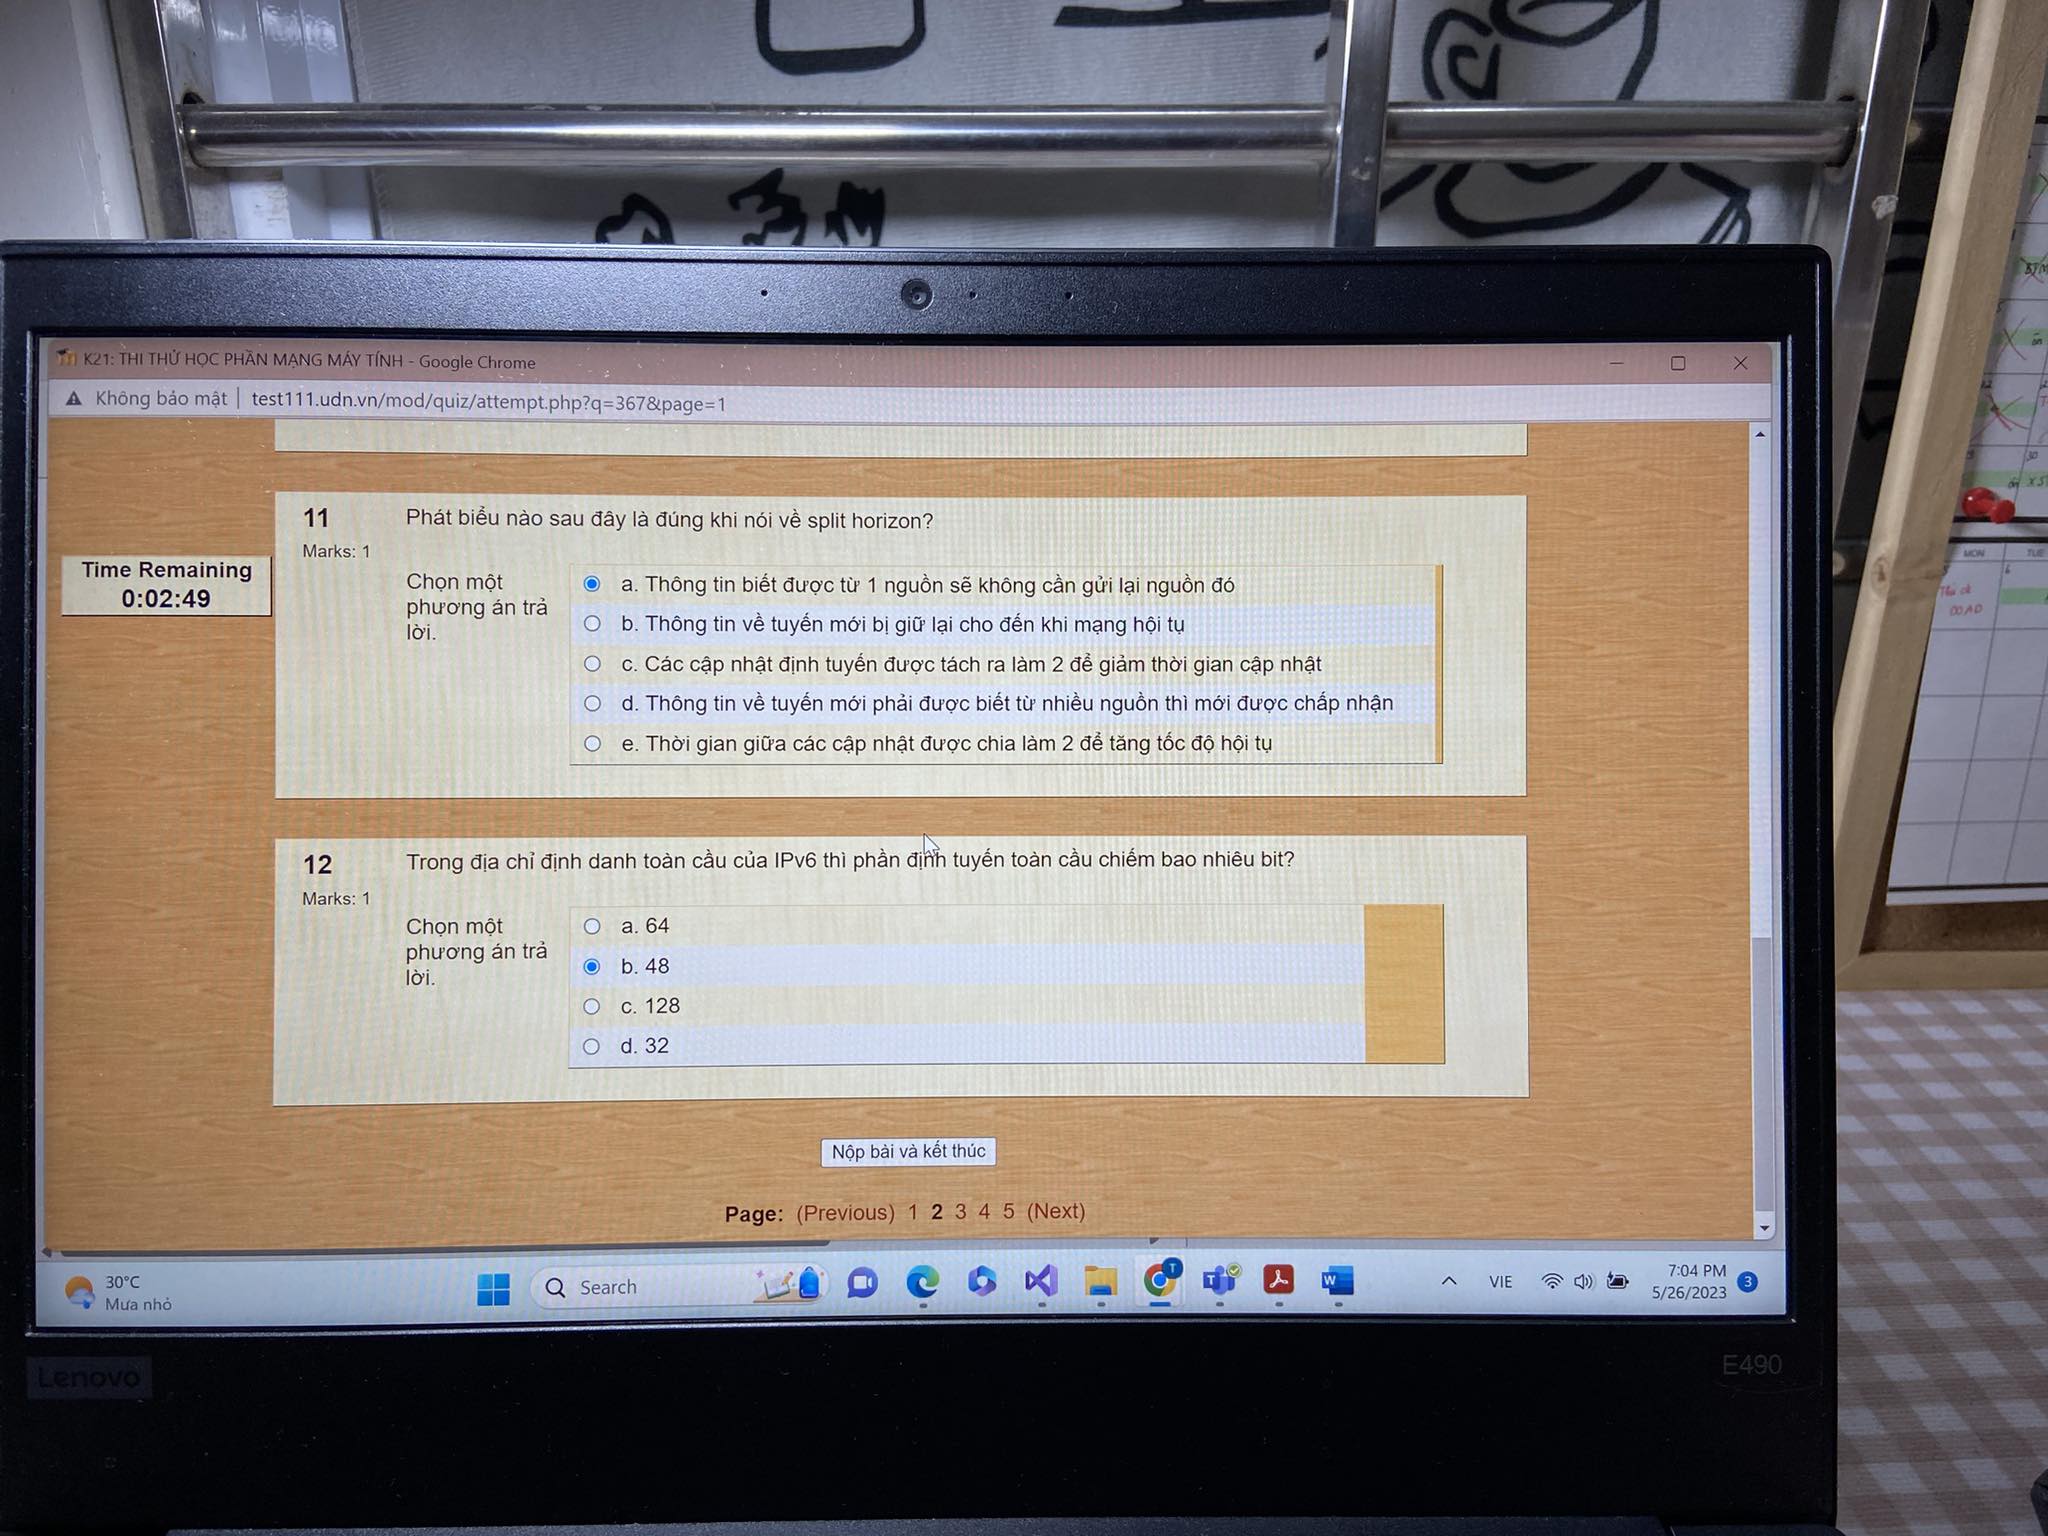 K21: THI THỬ HỌC PHẦN MẠNG MÁY TÍNH - Google Chrome
Không bảo mật | test111.udn.vn/mod/quiz/attempt.php?q=367&page=1
Time Remaining
0:02:49
11
Marks: 1
Phát biểu nào sau đây là đúng khi nói về split horizon?
Chọn một
phương án trả
lời.
a. Thông tin biết được từ 1 nguồn sẽ không cần gửi lại nguồn đó
b. Thông tin về tuyến mới bị giữ lại cho đến khi mạng hội tụ
c. Các cập nhật định tuyến được tách ra làm 2 để giảm thời gian cập nhật
d. Thông tin về tuyến mới phải được biết từ nhiều nguồn thì mới được chấp nhận
e. Thời gian giữa các cập nhật được chia làm 2 để tăng tốc độ hội tụ
12
Marks: 1
Trong địa chỉ định danh toàn cầu của IPv6 thì phần định tuyến toàn cầu chiếm bao nhiêu bit?
Chọn một
phương án trả
lời.
a. 64
b. 48
c. 128
d. 32
Nộp bài và kết thúc
Page: (Previous) 1 2 3 4 5 (Next)
30°C
Mưa nhỏ
Search
VIE
7:04 PM
5/26/2023
3
Lenovo
E490
30
MON
TUE
6